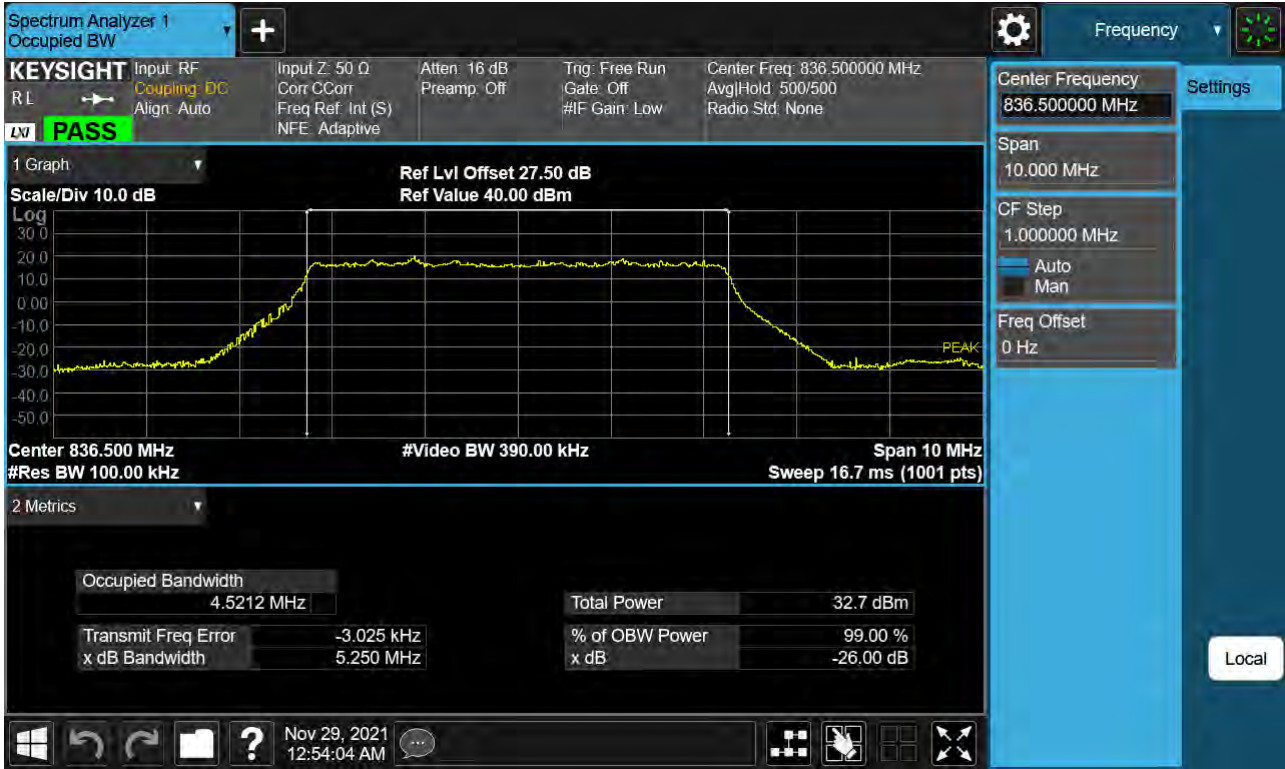 Spectrum Analyzer 1
Occupied BW
Frequency
KEYSIGHT
RL
LXI
PASS
Input: RF
Coupling: DC
Align: Auto
Input Z: 50 Ω
Corr CCorr
Freq Ref: Int (S)
NFE: Adaptive
Atten: 16 dB
Preamp: Off
Trig: Free Run
Gate: Off
#IF Gain: Low
Center Freq: 836.500000 MHz
Avg|Hold: 500/500
Radio Std: None
Center Frequency
836.500000 MHz
Settings
Span
10.000 MHz
CF Step
1.000000 MHz
Auto
Man
Freq Offset
0 Hz
Local
1 Graph
Scale/Div 10.0 dB
Ref Lvl Offset 27.50 dB
Ref Value 40.00 dBm
Log
30.0
20.0
10.0
0.00
-10.0
-20.0
-30.0
-40.0
-50.0
PEAK
Center 836.500 MHz
#Video BW 390.00 kHz
Span 10 MHz
#Res BW 100.00 kHz
Sweep 16.7 ms (1001 pts)
2 Metrics
Occupied Bandwidth
4.5212 MHz
Total Power 32.7 dBm
Transmit Freq Error -3.025 kHz
% of OBW Power 99.00 %
x dB Bandwidth 5.250 MHz
x dB -26.00 dB
?
Nov 29, 2021
12:54:04 AM